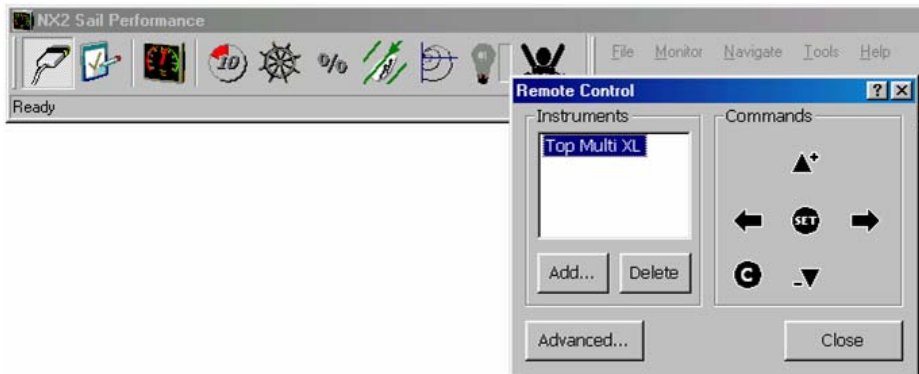 NX2 Sail Performance
10 %
File Monitor Navigate Tools Help
Ready
Remote Control ? ×
Instruments
Top Multi XL
Add... Delete
Commands
+
SET
C -
Advanced... Close